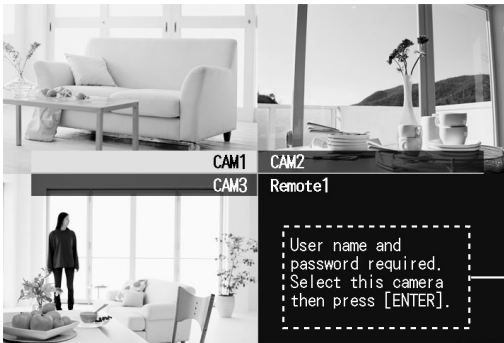 CAM1 CAM2
CAM3 Remote1
User name and
password required.
Select this camera
then press [ENTER].